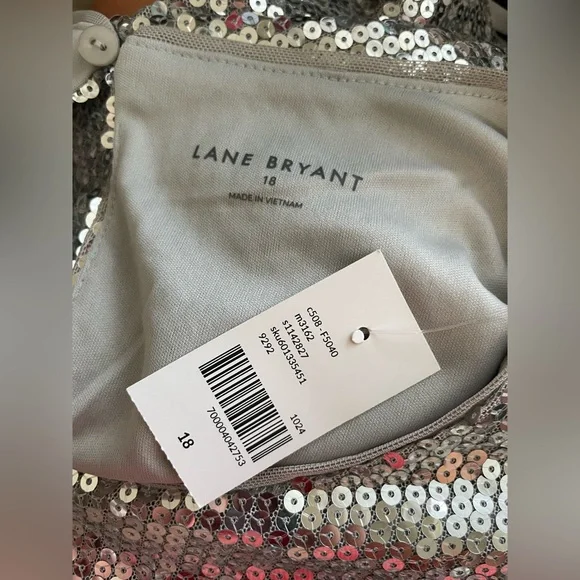 LANE BRYANT
18
MADE IN VIETNAM
c508 - F5040
m3162
s1142827
sku601335451
9292
1024
700004042753
18